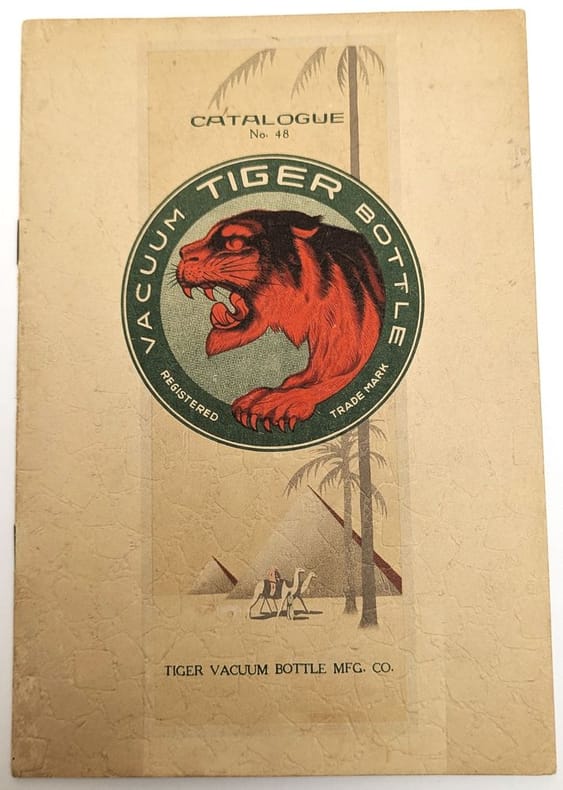 CATALOGUE
No. 48
VACUUM TIGER BOTTLE
REGISTERED TRADE MARK
TIGER VACUUM BOTTLE MFG. CO.